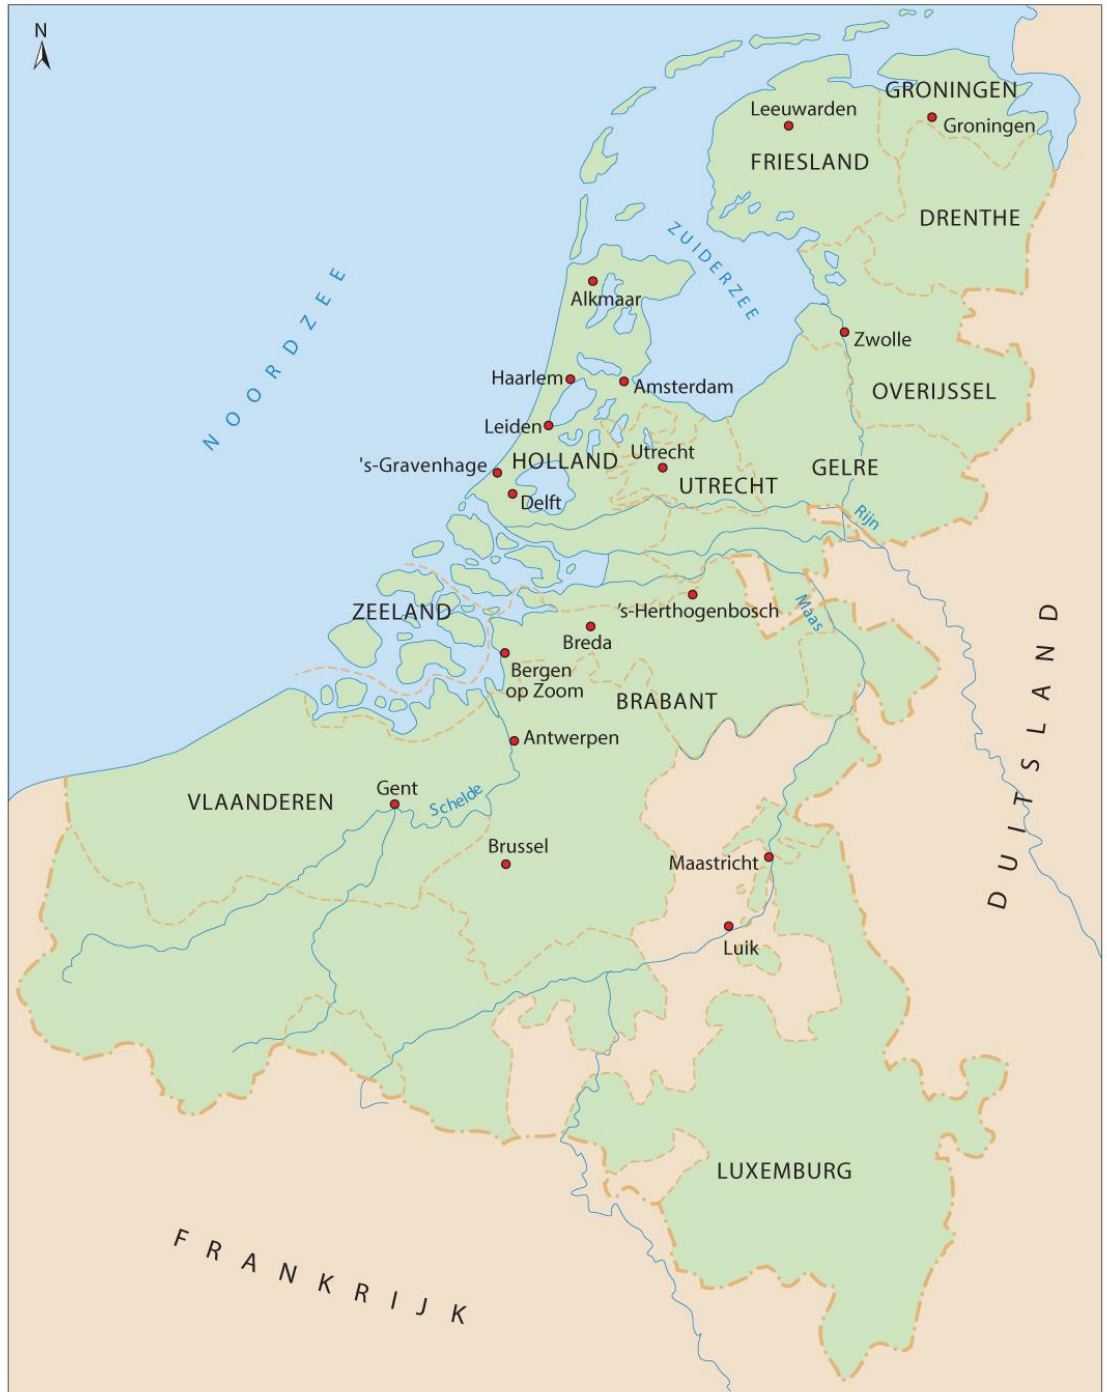 N
GRONINGEN
Leeuwarden
Groningen
FRIESLAND
DRENTHE
ZUIDERZEE
NOORDZEE
Alkmaar
Zwolle
Haarlem
Amsterdam
OVERIJSSEL
Leiden
Utrecht
's-Gravenhage
HOLLAND
GELRE
UTRECHT
Delft
Rijn
ZEELAND
's-Herthogenbosch
Maas
Breda
Bergen
op Zoom
BRABANT
DUITSLAND
Antwerpen
VLAANDEREN
Gent
Schelde
Brussel
Maastricht
Luik
LUXEMBURG
FRANKRIJK